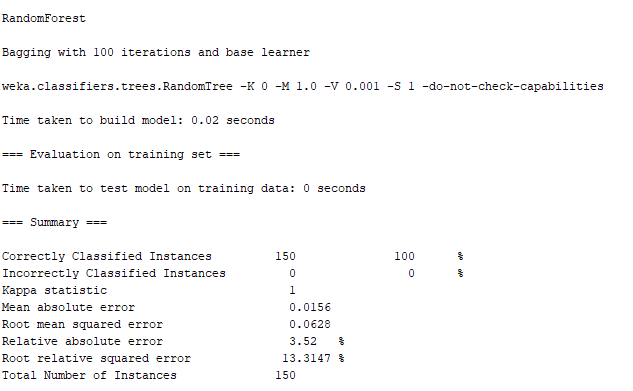 RandomForest
Bagging with 100 iterations and base learner
weka.classifiers.trees.RandomTree -K 0 -M 1.0 -V 0.001 -S 1 -do-not-check-capabilities
Time taken to build model: 0.02 seconds
=== Evaluation on training set ===
Time taken to test model on training data: 0 seconds
=== Summary ===
Correctly Classified Instances 150 100 %
Incorrectly Classified Instances 0 0 %
Kappa statistic 1
Mean absolute error 0.0156
Root mean squared error 0.0628
Relative absolute error 3.52 %
Root relative squared error 13.3147 %
Total Number of Instances 150